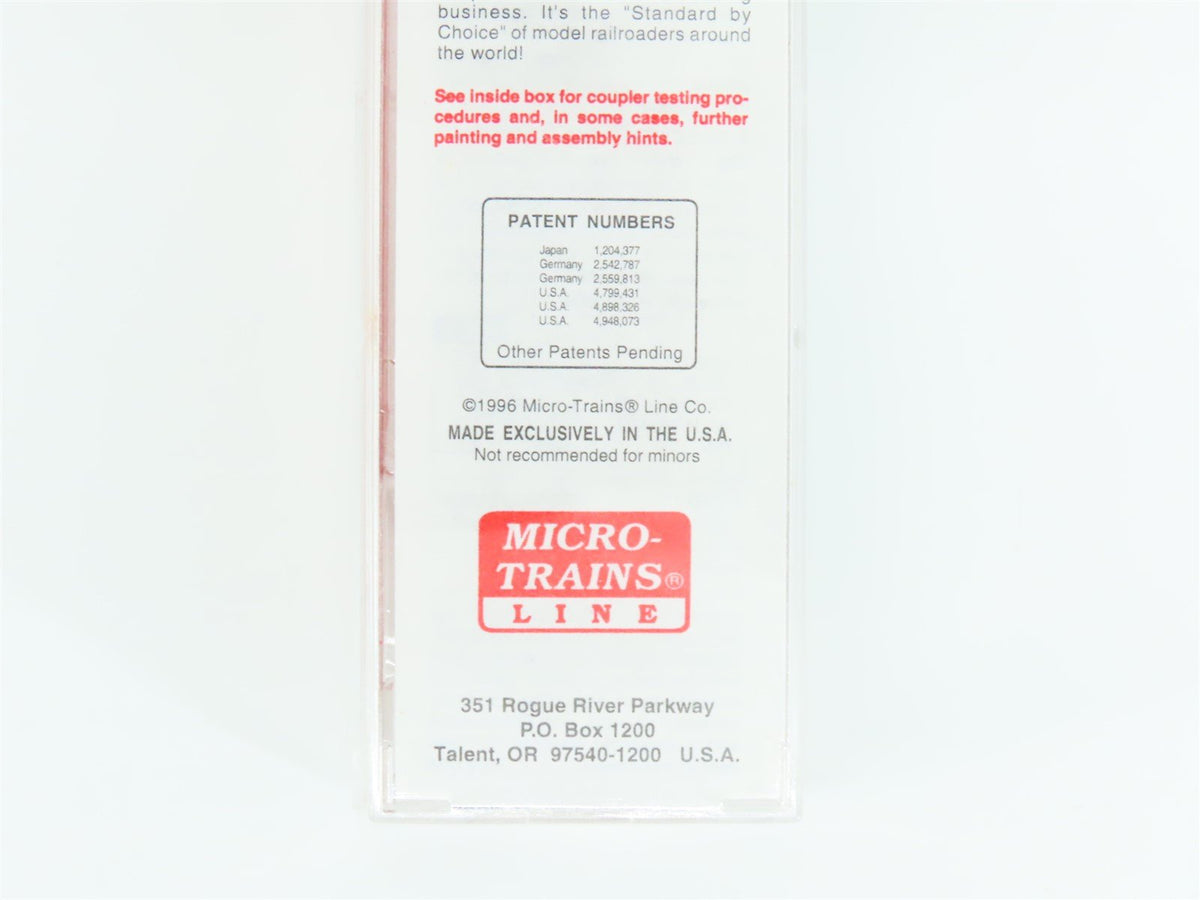 business. It's the "Standard by
Choice" of model railroaders around
the world!
See inside box for coupler testing pro-
cedures and, in some cases, further
painting and assembly hints.
PATENT NUMBERS
Japan 1,204,377
Germany 2,542,787
Germany 2,559,813
U.S.A. 4,799,431
U.S.A. 4,898,326
U.S.A. 4,948,073
Other Patents Pending
©1996 Micro-Trains® Line Co.
MADE EXCLUSIVELY IN THE U.S.A.
Not recommended for minors
MICRO-
TRAINS®
LINE
351 Rogue River Parkway
P.O. Box 1200
Talent, OR 97540-1200 U.S.A.